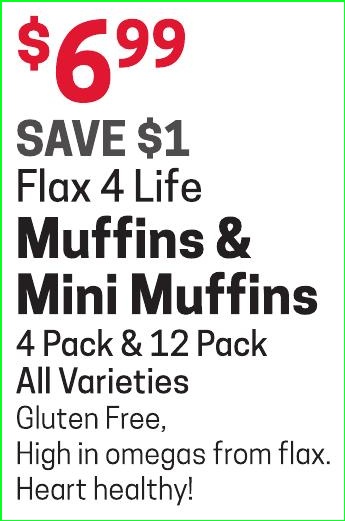 $6.99
SAVE $1
Flax 4 Life
Muffins &
Mini Muffins
4 Pack & 12 Pack
All Varieties
Gluten Free,
High in omegas from flax.
Heart healthy!